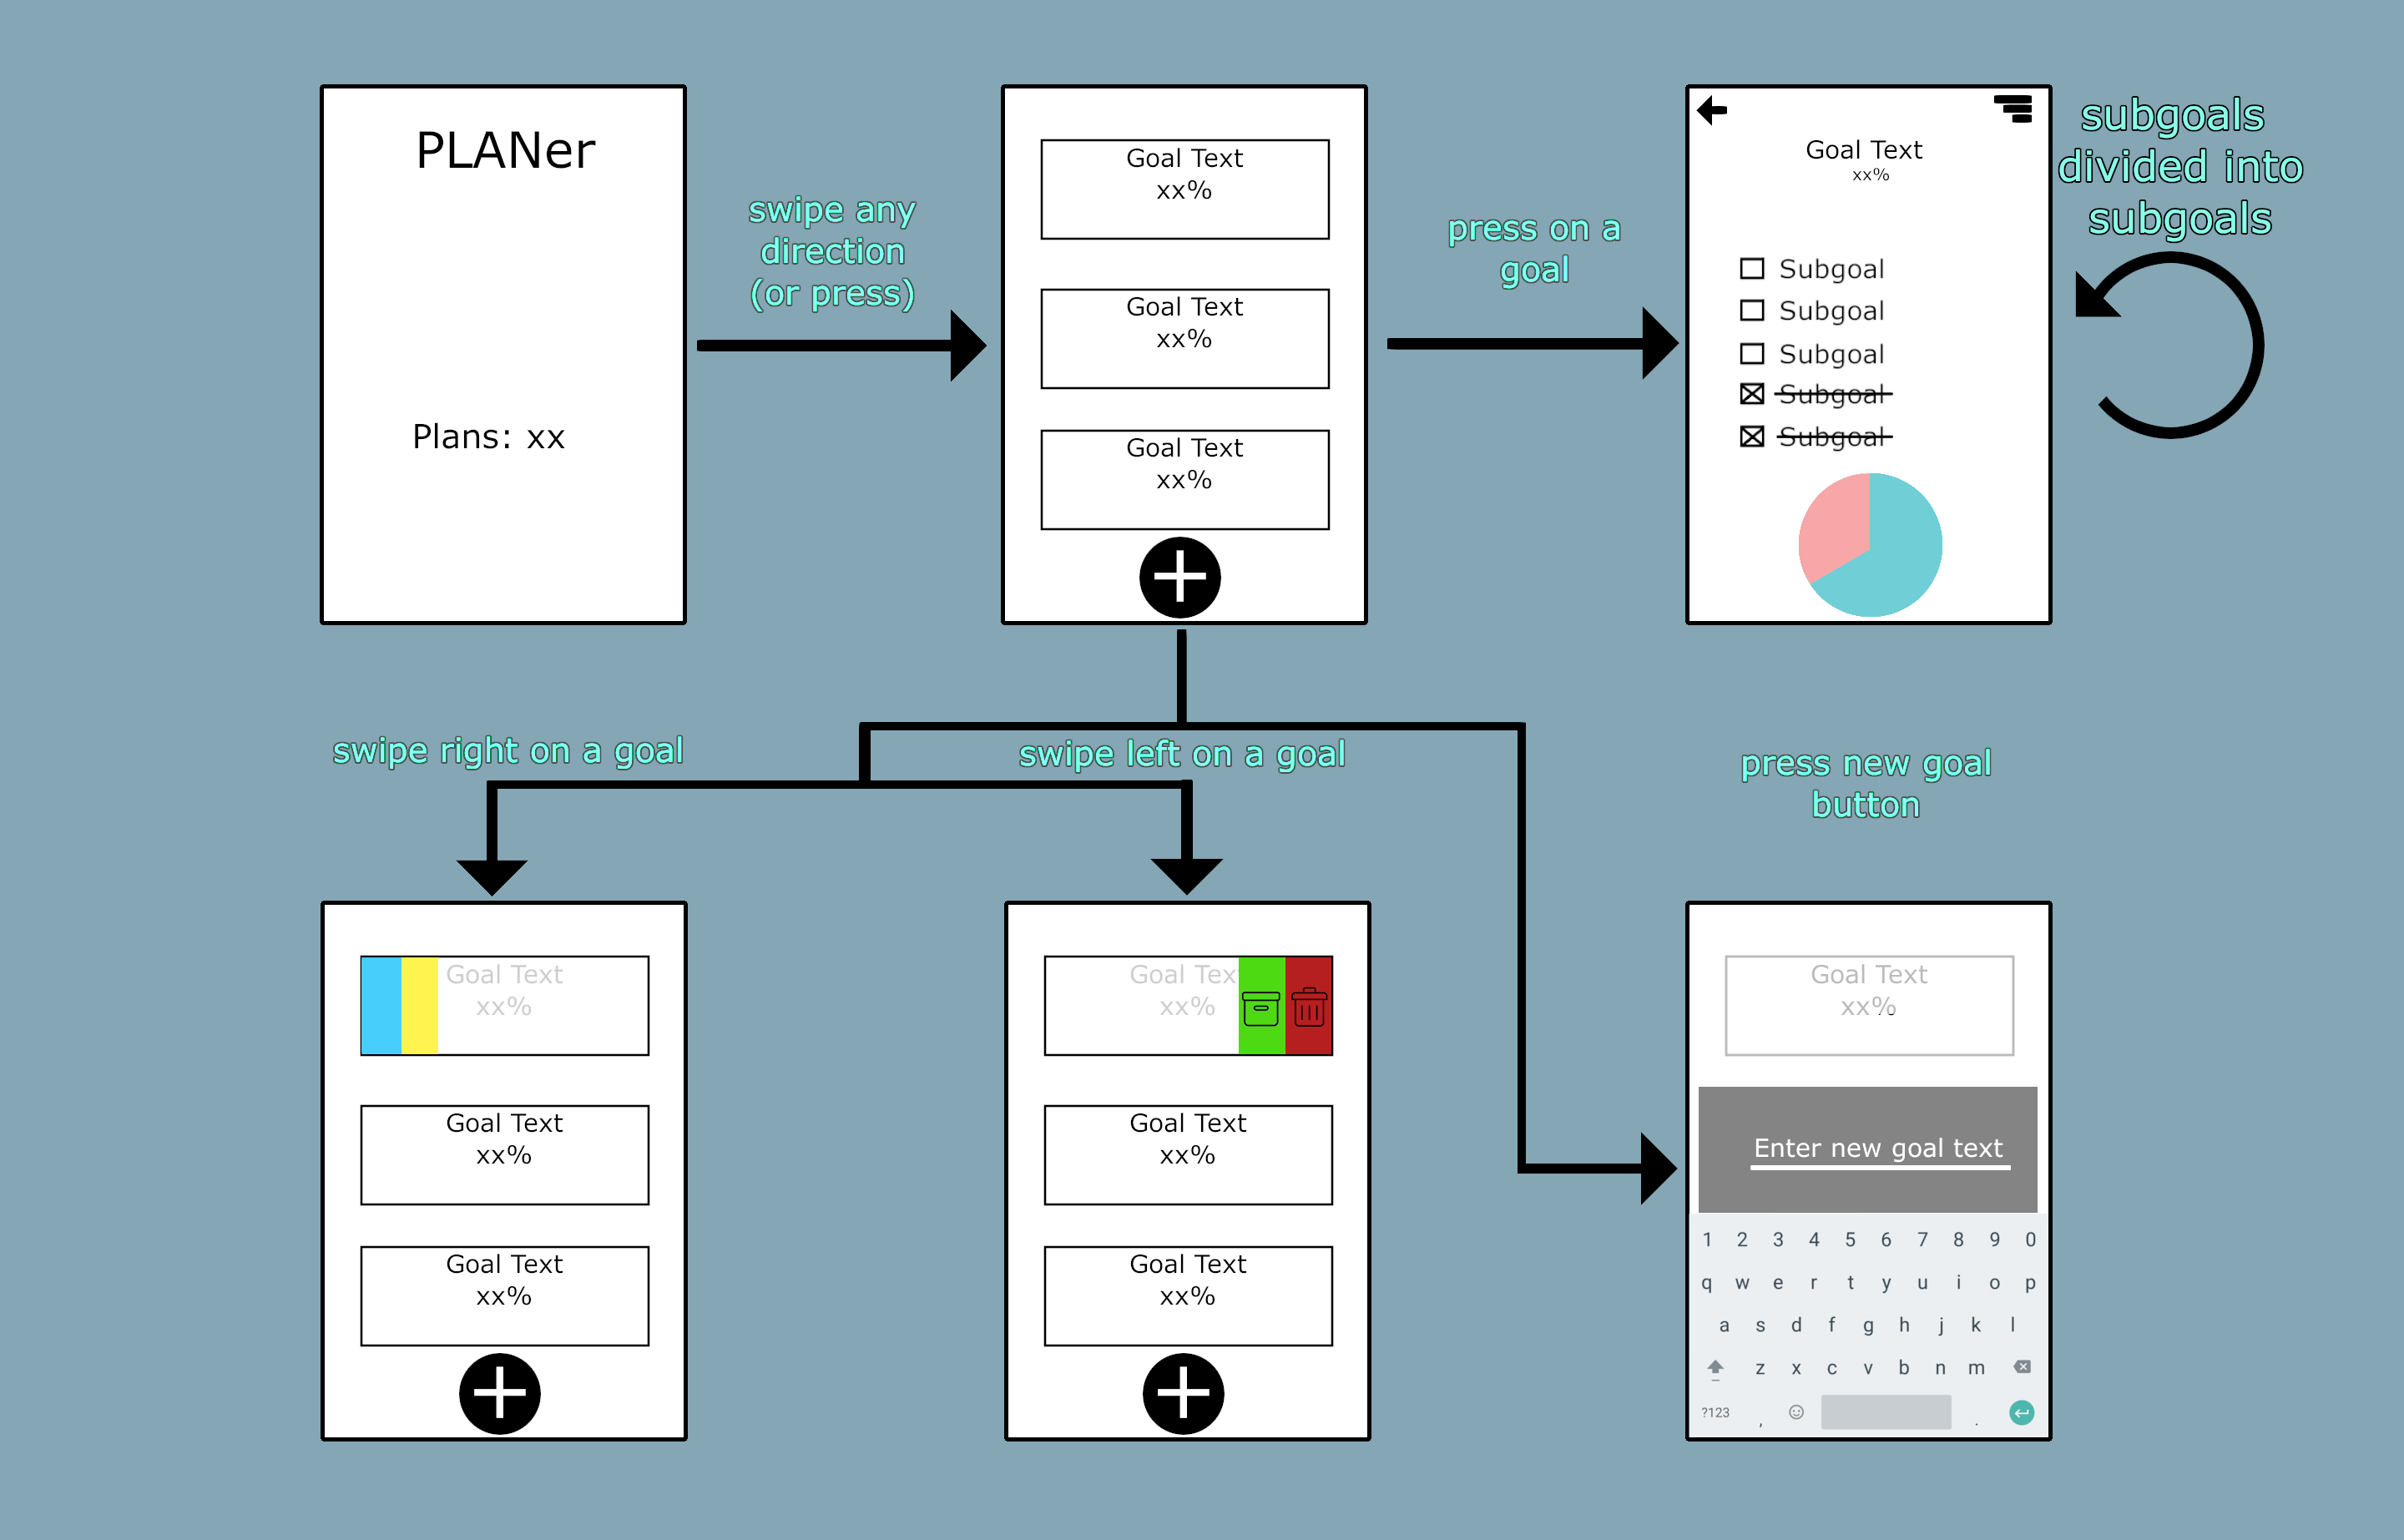 PLANer
Plans: xx
swipe any
direction
(or press)
Goal Text
xx%
Goal Text
xx%
Goal Text
xx%
press on a
goal
Goal Text
xx%
Subgoal
Subgoal
Subgoal
Subgoal
Subgoal
subgoals
divided into
subgoals
swipe right on a goal
swipe left on a goal
press new goal
button
Goal Text
xx%
Goal Text
xx%
Goal Text
xx%
Goal Tex
xx%
Goal Text
xx%
Goal Text
xx%
Goal Text
xx%
Enter new goal text
1 2 3 4 5 6 7 8 9 0
q w e r t y u i o p
a s d f g h j k l
z x c v b n m
?123 , .